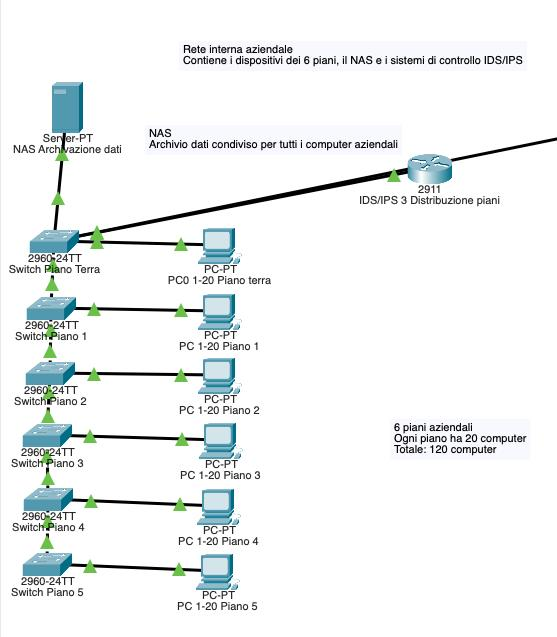 Rete interna aziendale
Contiene i dispositivi dei 6 piani, il NAS e i sistemi di controllo IDS/IPS
Server-PT
NAS Archivazione dati
NAS
Archivio dati condiviso per tutti i computer aziendali
2911
IDS/IPS 3 Distribuzione piani
2960-24TT
Switch Piano Terra
PC-PT
PC0 1-20 Piano terra
2960-24TT
Switch Piano 1
PC-PT
PC 1-20 Piano 1
2960-24TT
Switch Piano 2
PC-PT
PC 1-20 Piano 2
6 piani aziendali
Ogni piano ha 20 computer
Totale: 120 computer
2960-24TT
Switch Piano 3
PC-PT
PC 1-20 Piano 3
2960-24TT
Switch Piano 4
PC-PT
PC 1-20 Piano 4
2960-24TT
Switch Piano 5
PC-PT
PC 1-20 Piano 5